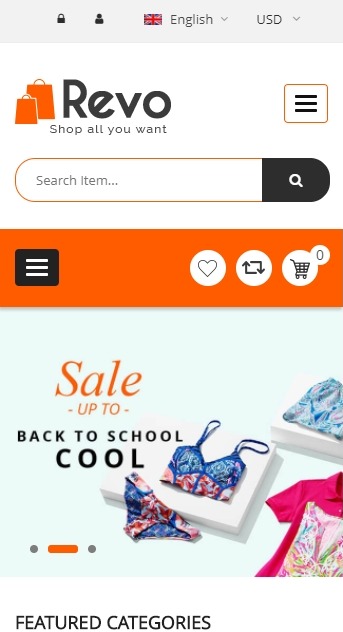 English USD
Revo
Shop all you want
Search Item...
0
Sale
- UP TO -
BACK TO SCHOOL
COOL
FEATURED CATEGORIES